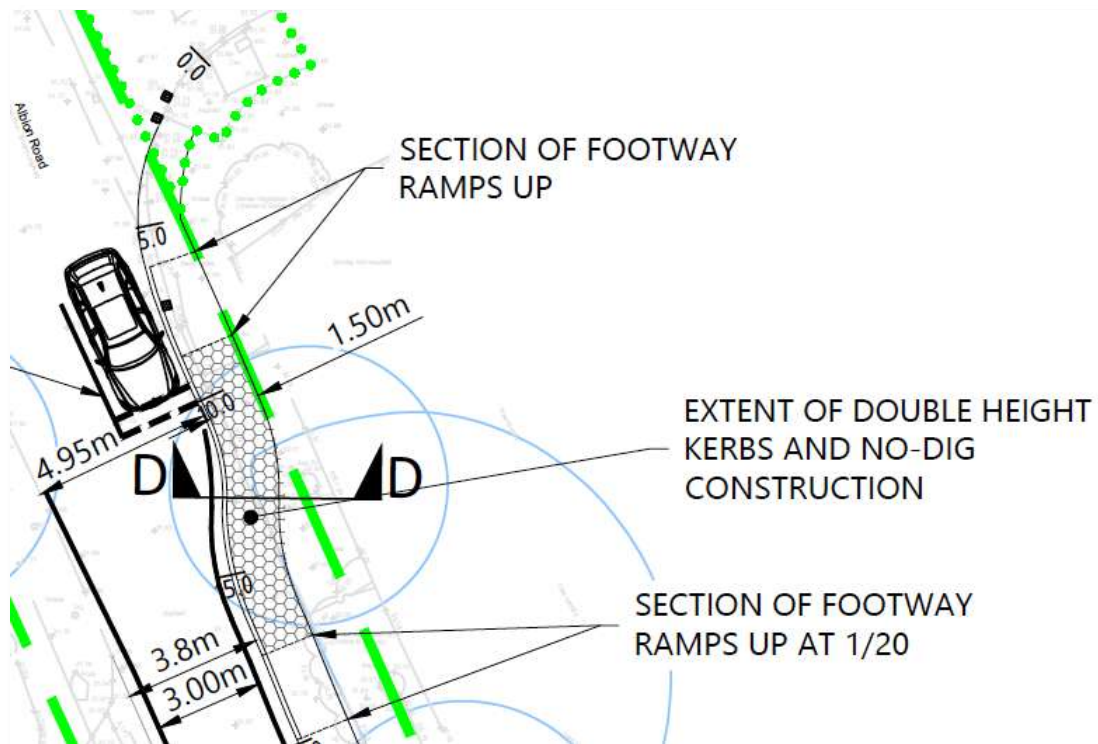 0.0
Albion Road
SECTION OF FOOTWAY
RAMPS UP
5.0
1.50m
10.0
4.95m
D
D
EXTENT OF DOUBLE HEIGHT
KERBS AND NO-DIG
CONSTRUCTION
5.0
SECTION OF FOOTWAY
RAMPS UP AT 1/20
3.8m
3.00m